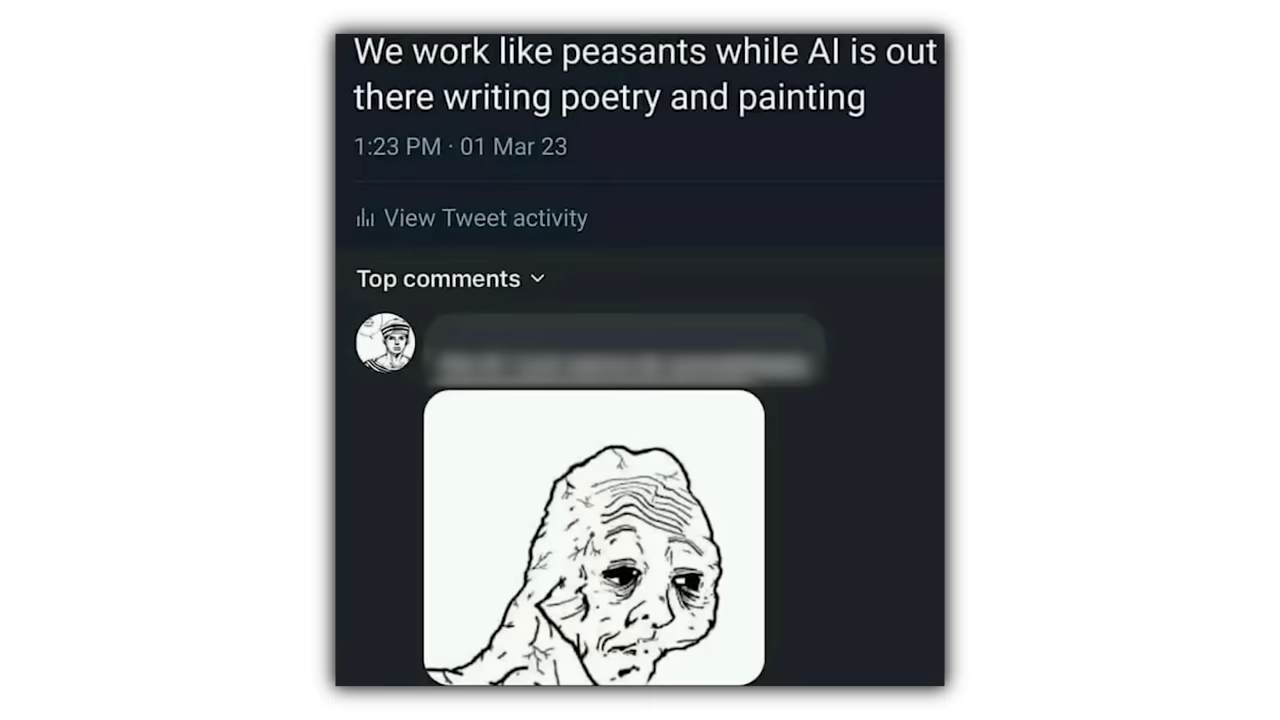 We work like peasants while AI is out
there writing poetry and painting
1:23 PM · 01 Mar 23
View Tweet activity
Top comments